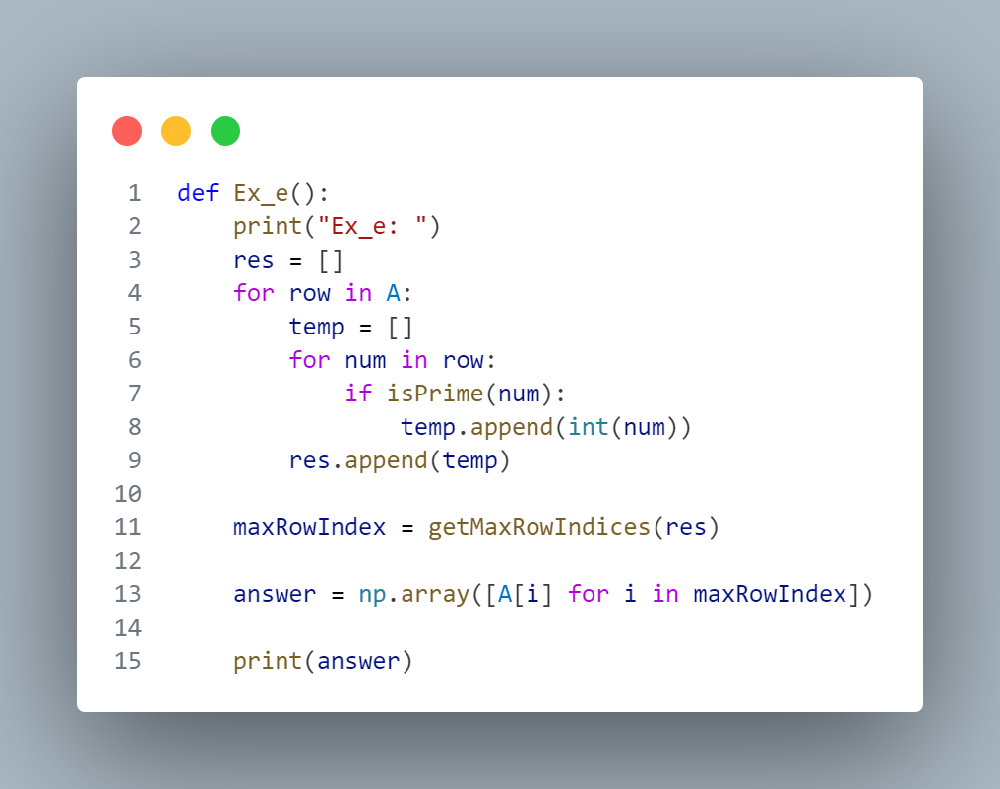 1 def Ex_e():
2     print("Ex_e: ")
3     res = []
4     for row in A:
5         temp = []
6         for num in row:
7             if isPrime(num):
8                 temp.append(int(num))
9         res.append(temp)
10
11     maxRowIndex = getMaxRowIndices(res)
12
13     answer = np.array([A[i] for i in maxRowIndex])
14
15     print(answer)